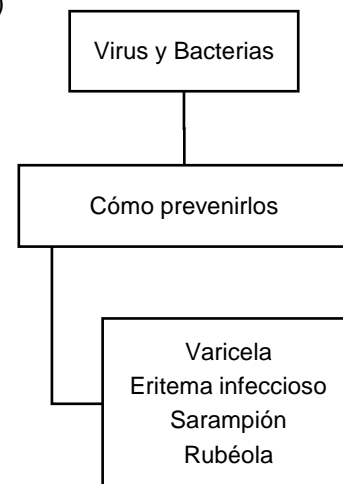 )
Virus y Bacterias
Cómo prevenirlos
Varicela
Eritema infeccioso
Sarampión
Rubéola